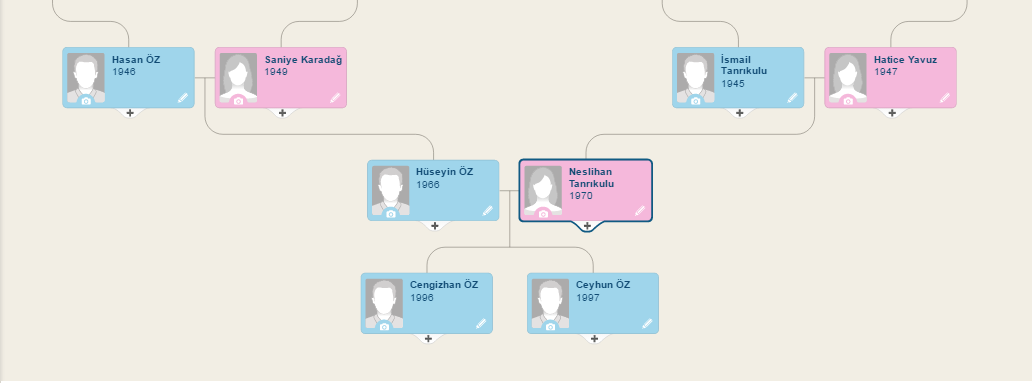 Hasan ÖZ
1946
Saniye Karadağ
1949
İsmail
Tanrıkulu
1945
Hatice Yavuz
1947
Hüseyin ÖZ
1966
Neslihan
Tanrıkulu
1970
Cengizhan ÖZ
1996
Ceyhun ÖZ
1997